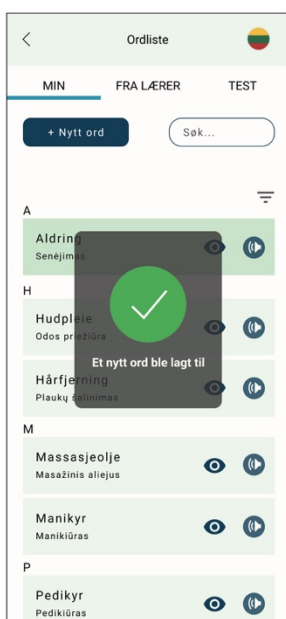 Ordliste
MIN FRA LÆRER TEST
+ Nytt ord Søk...
A
Aldring
Senėjimas
H
Hudpleie
Odos priežiūra
Et nytt ord ble lagt til
Hårfjerning
Plaukų šalinimas
M
Massasjeolje
Masažinis aliejus
Manikyr
Manikiūras
P
Pedikyr
Pedikiūras